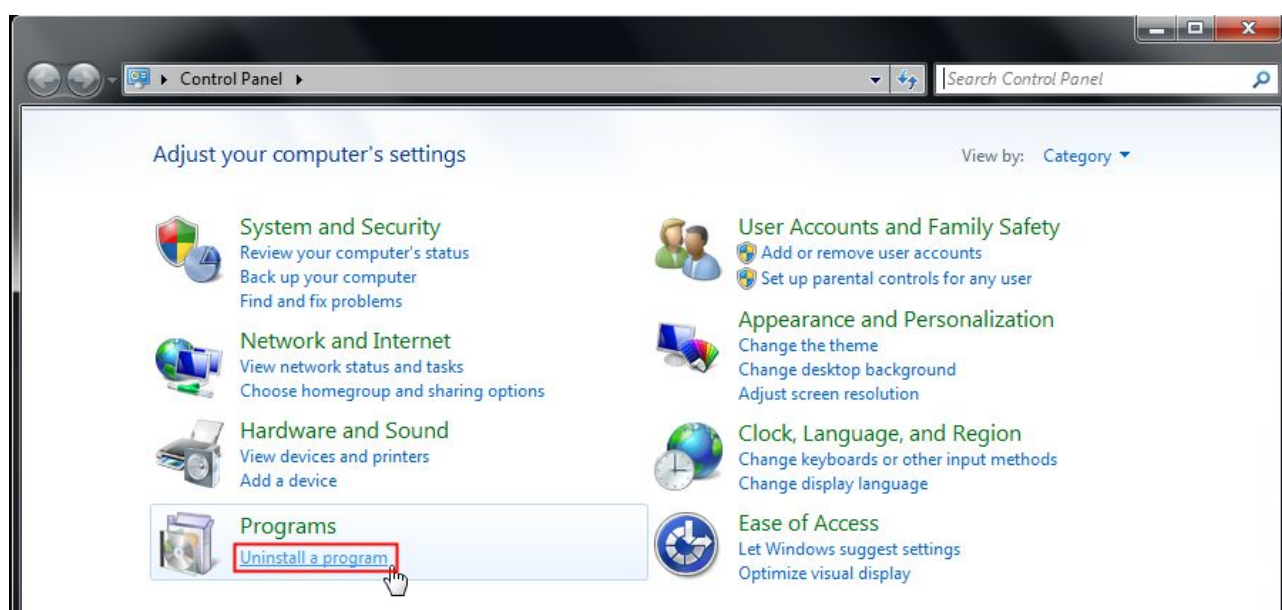 Control Panel
Search Control Panel
Adjust your computer's settings
View by: Category
System and Security
Review your computer's status
Back up your computer
Find and fix problems
Network and Internet
View network status and tasks
Choose homegroup and sharing options
Hardware and Sound
View devices and printers
Add a device
Programs
Uninstall a program
User Accounts and Family Safety
Add or remove user accounts
Set up parental controls for any user
Appearance and Personalization
Change the theme
Change desktop background
Adjust screen resolution
Clock, Language, and Region
Change keyboards or other input methods
Change display language
Ease of Access
Let Windows suggest settings
Optimize visual display